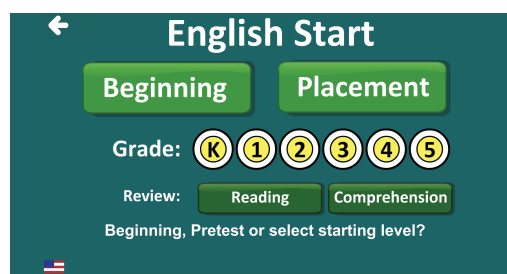 English Start
Beginning Placement
Grade: K 1 2 3 4 5
Review: Reading Comprehension
Beginning, Pretest or select starting level?